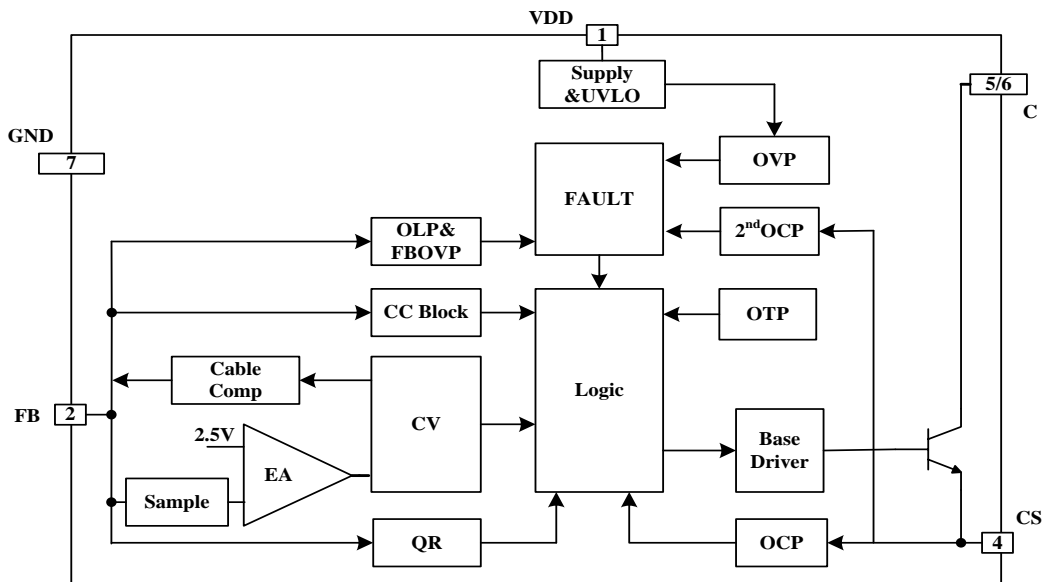 VDD
1
Supply
&UVLO
5/6
C
GND
7
OVP
FAULT
OLP&
FBOVP
2ndOCP
CC Block
OTP
Cable
Comp
Logic
FB
2
CV
2.5V
EA
Base
Driver
Sample
CS
4
QR
OCP